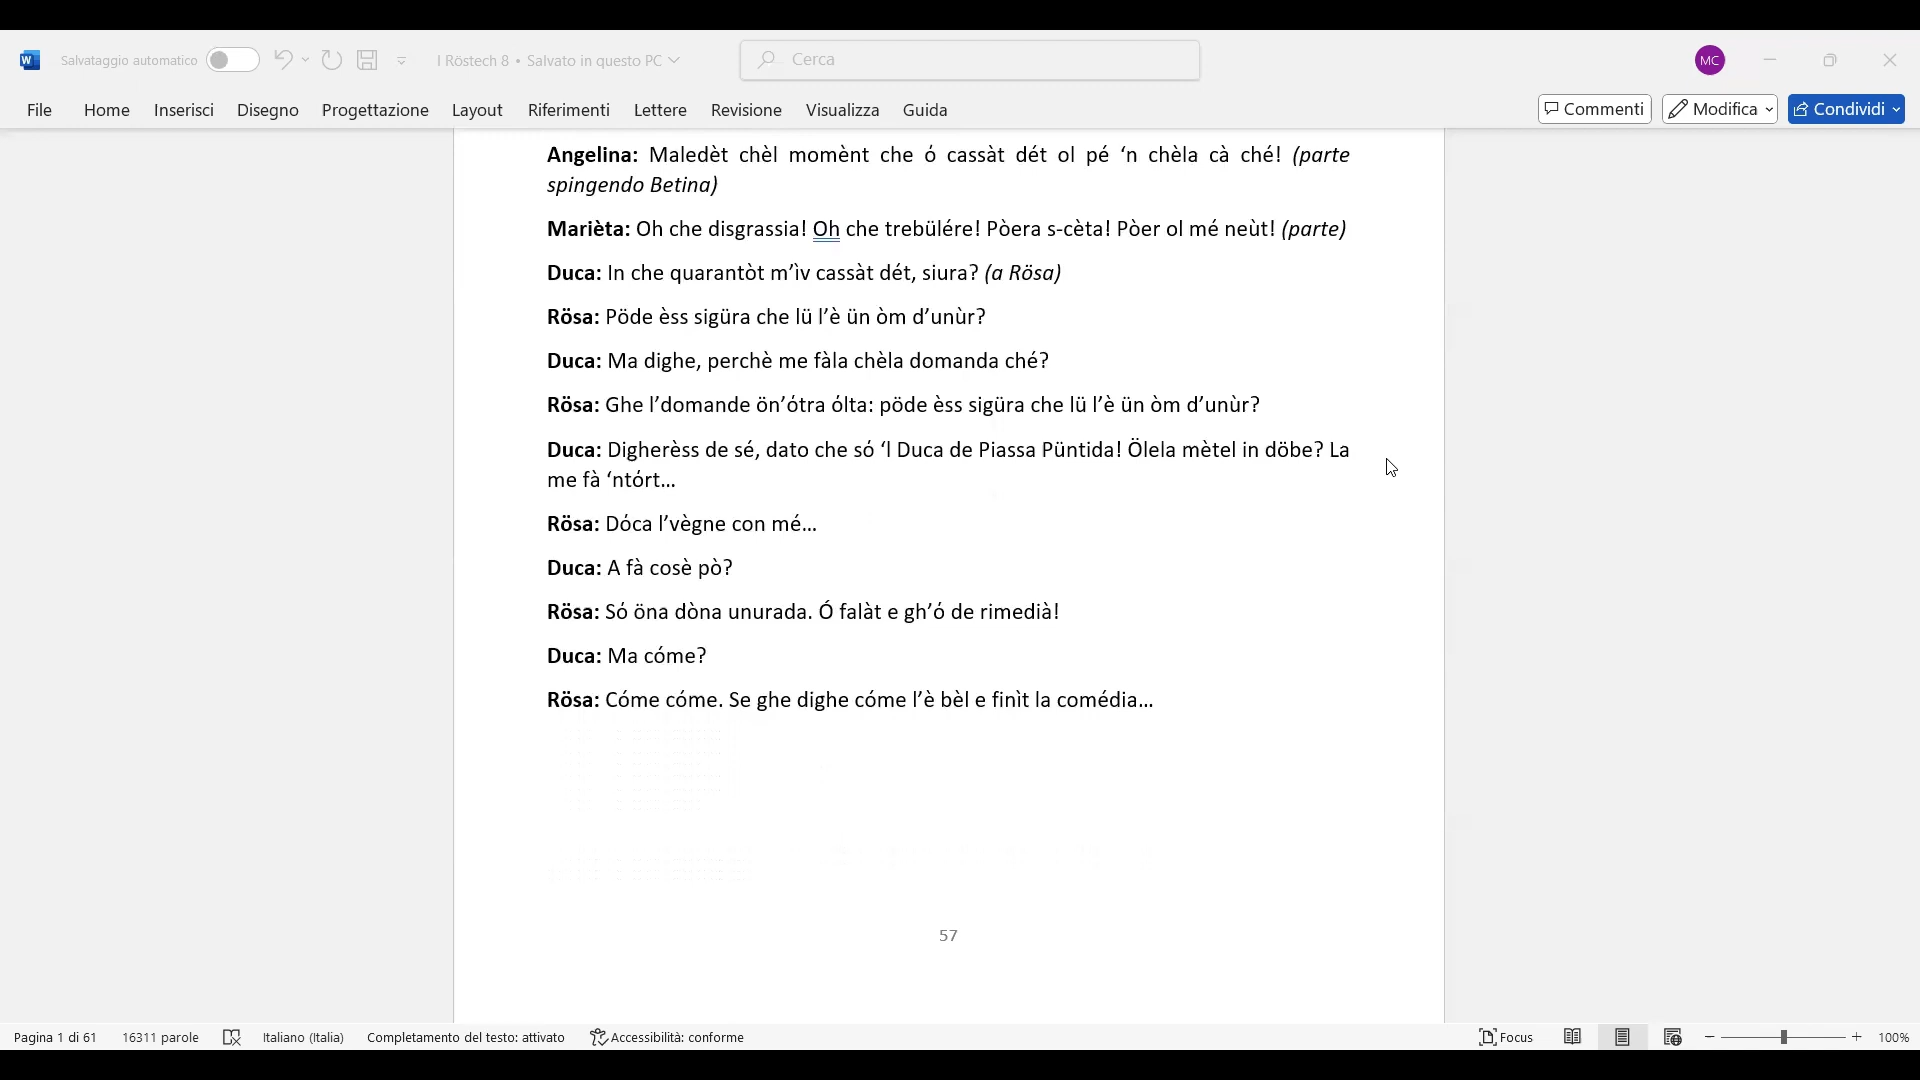 Salvataggio automatico
I Röstech 8 • Salvato in questo PC
Cerca
MC
File Home Inserisci Disegno Progettazione Layout Riferimenti Lettere Revisione Visualizza Guida
Commenti Modifica Condividi
Angelina: Maledèt chèl momènt che ó cassàt dét ol pé ‘n chèla cà ché! (parte
spingendo Betina)
Marièta: Oh che disgrassia! Oh che trebülére! Pòera s-cèta! Pòer ol mé neùt! (parte)
Duca: In che quarantòt m’ìv cassàt dét, siura? (a Rösa)
Rösa: Pöde èss sigüra che lü l’è ün òm d’unùr?
Duca: Ma dighe, perchè me fàla chèla domanda ché?
Rösa: Ghe l’domande ön’ótra ólta: pöde èss sigüra che lü l’è ün òm d’unùr?
Duca: Digherèss de sé, dato che só ‘l Duca de Piassa Püntida! Ölela mètel in döbe? La
me fà ‘ntórt...
Rösa: Dóca l’vègne con mé...
Duca: A fà cosè pò?
Rösa: Só öna dòna unurada. Ó falàt e gh’ó de rimedià!
Duca: Ma cóme?
Rösa: Cóme cóme. Se ghe dighe cóme l’è bèl e finìt la comédia...
57
Pagina 1 di 61 16311 parole Italiano (Italia) Completamento del testo: attivato Accessibilità: conforme Focus 100%